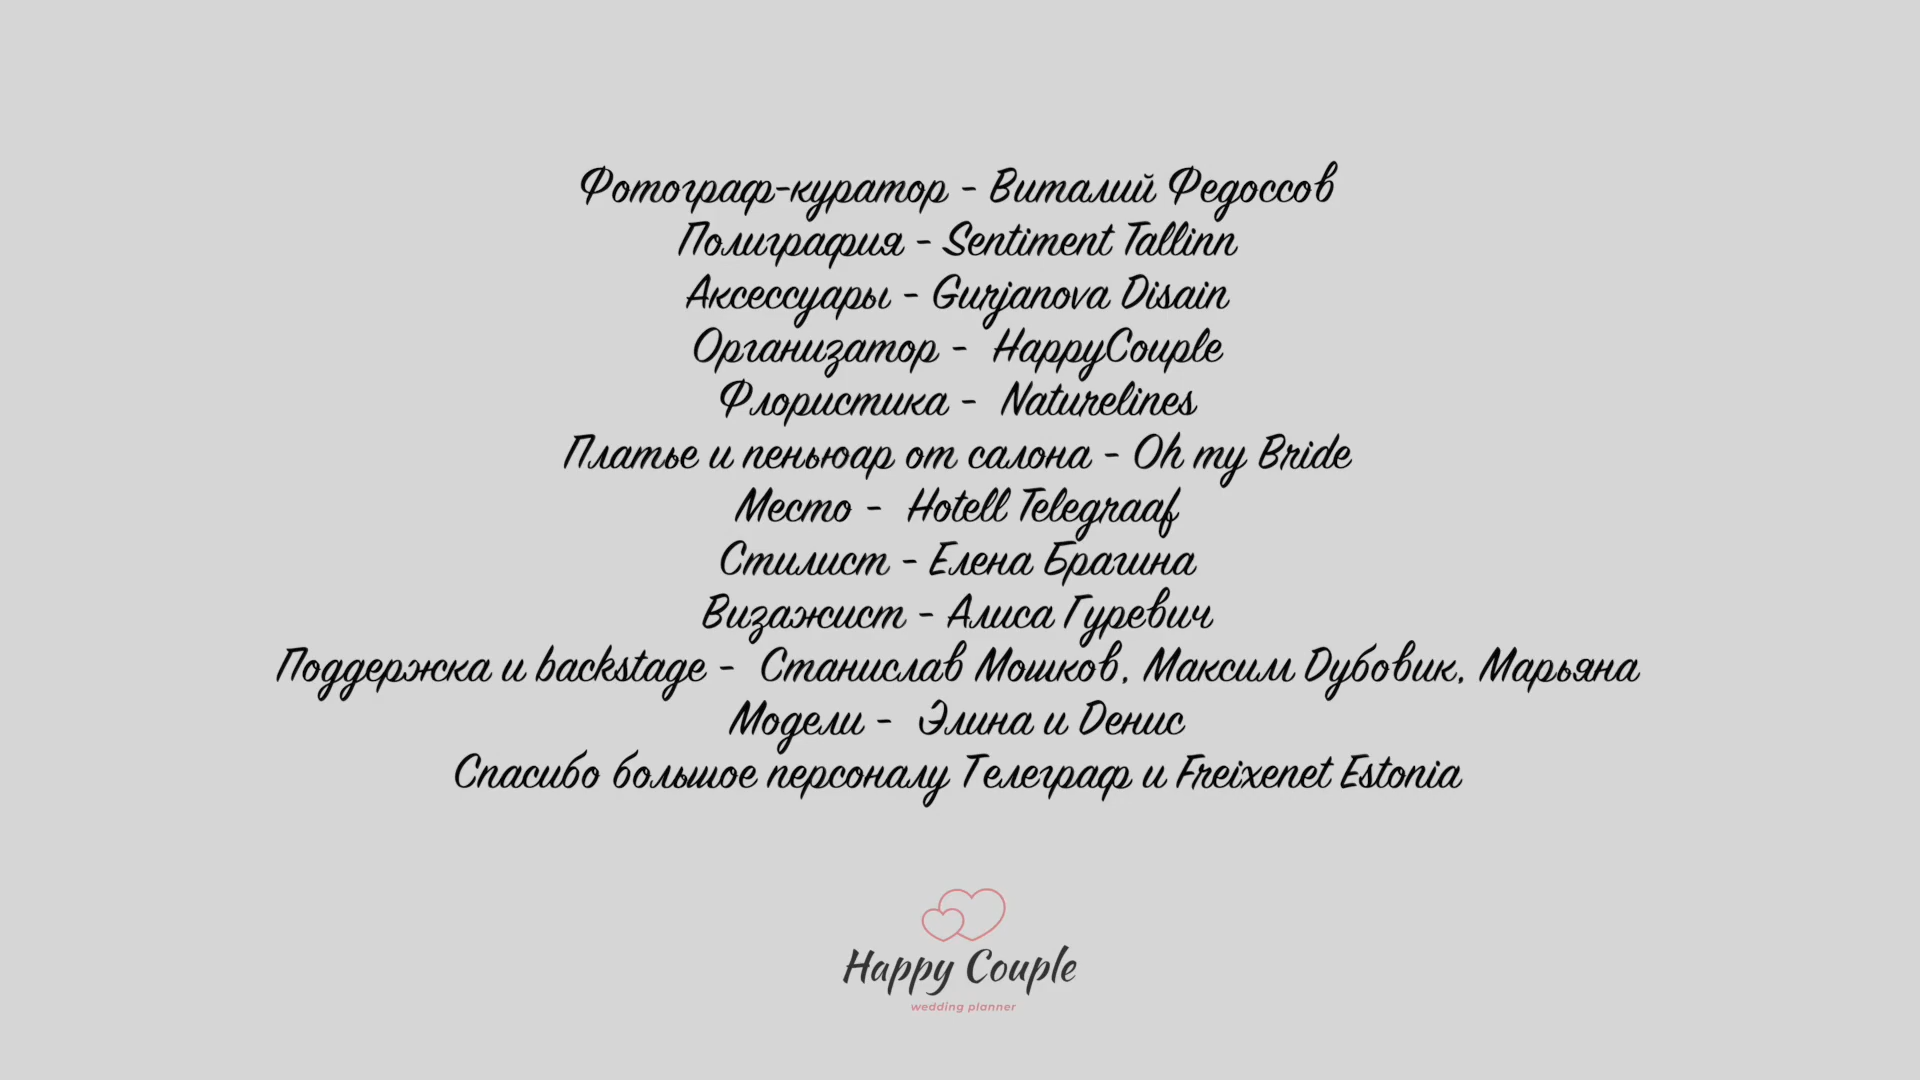 Фотограф-куратор - Виталий Федоссов
Полиграфия - Sentiment Tallinn
Аксессуары - Gurjanova Disain
Организатор - HappyCouple
Флористика - Naturelines
Платье и пеньюар от салона - Oh my Bride
Место - Hotell Telegraaf
Стилист - Елена Брагина
Визажист - Алиса Гуревич
Поддержка и backstage - Станислав Мошков, Максим Дубовик, Марьяна
Модели - Элина и Денис
Спасибо большое персоналу Телеграф и Freixenet Estonia
Happy Couple
wedding planner